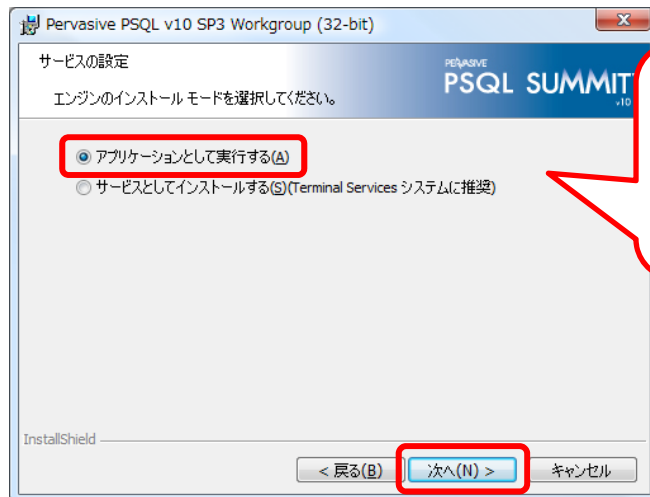 Pervasive PSQL v10 SP3 Workgroup (32-bit)
サービスの設定
エンジンのインストール モードを選択してください。
PERVASIVE
PSQL SUMMIT
v10
アプリケーションとして実行する(A)
サービスとしてインストールする(S)(Terminal Services システムに推奨)
InstallShield
< 戻る(B)
次へ(N) >
キャンセル